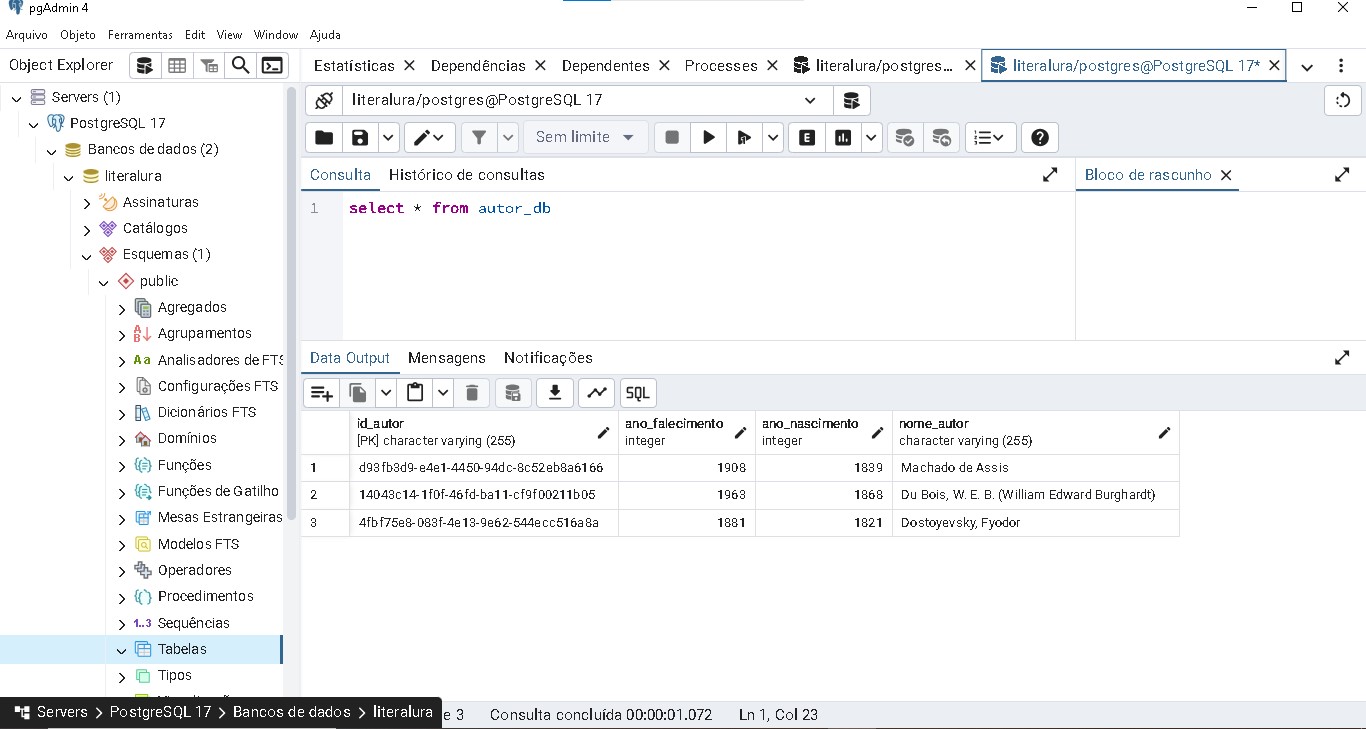 pgAdmin 4
Arquivo Objeto Ferramentas Edit View Window Ajuda
Object Explorer
Estatísticas Dependências Dependentes Processes literalura/postgres... literalura/postgres@PostgreSQL 17*
Servers (1)
PostgreSQL 17
Bancos de dados (2)
literalura
Assinaturas
Catálogos
Esquemas (1)
public
Agregados
Agrupamentos
Analisadores de FTS
Configurações FTS
Dicionários FTS
Domínios
Funções
Funções de Gatilho
Mesas Estrangeiras
Modelos FTS
Operadores
Procedimentos
1..3 Sequências
Tabelas
Tipos
literalura/postgres@PostgreSQL 17
Sem limite
Consulta Histórico de consultas
Bloco de rascunho
1 select * from autor_db
Data Output Mensagens Notificações
SQL
id_autor ano_falecimento ano_nascimento nome_autor
[PK] character varying (255) integer integer character varying (255)
1 d93fb3d9-e4e1-4450-94dc-8c52eb8a6166 1908 1839 Machado de Assis
2 14043c14-1f0f-46fd-ba11-cf9f00211b05 1963 1868 Du Bois, W. E. B. (William Edward Burghardt)
3 4fbf75e8-083f-4e13-9e62-544ecc516a8a 1881 1821 Dostoyevsky, Fyodor
Servers > PostgreSQL 17 > Bancos de dados > literalura
e 3 Consulta concluída 00:00:01.072 Ln 1, Col 23